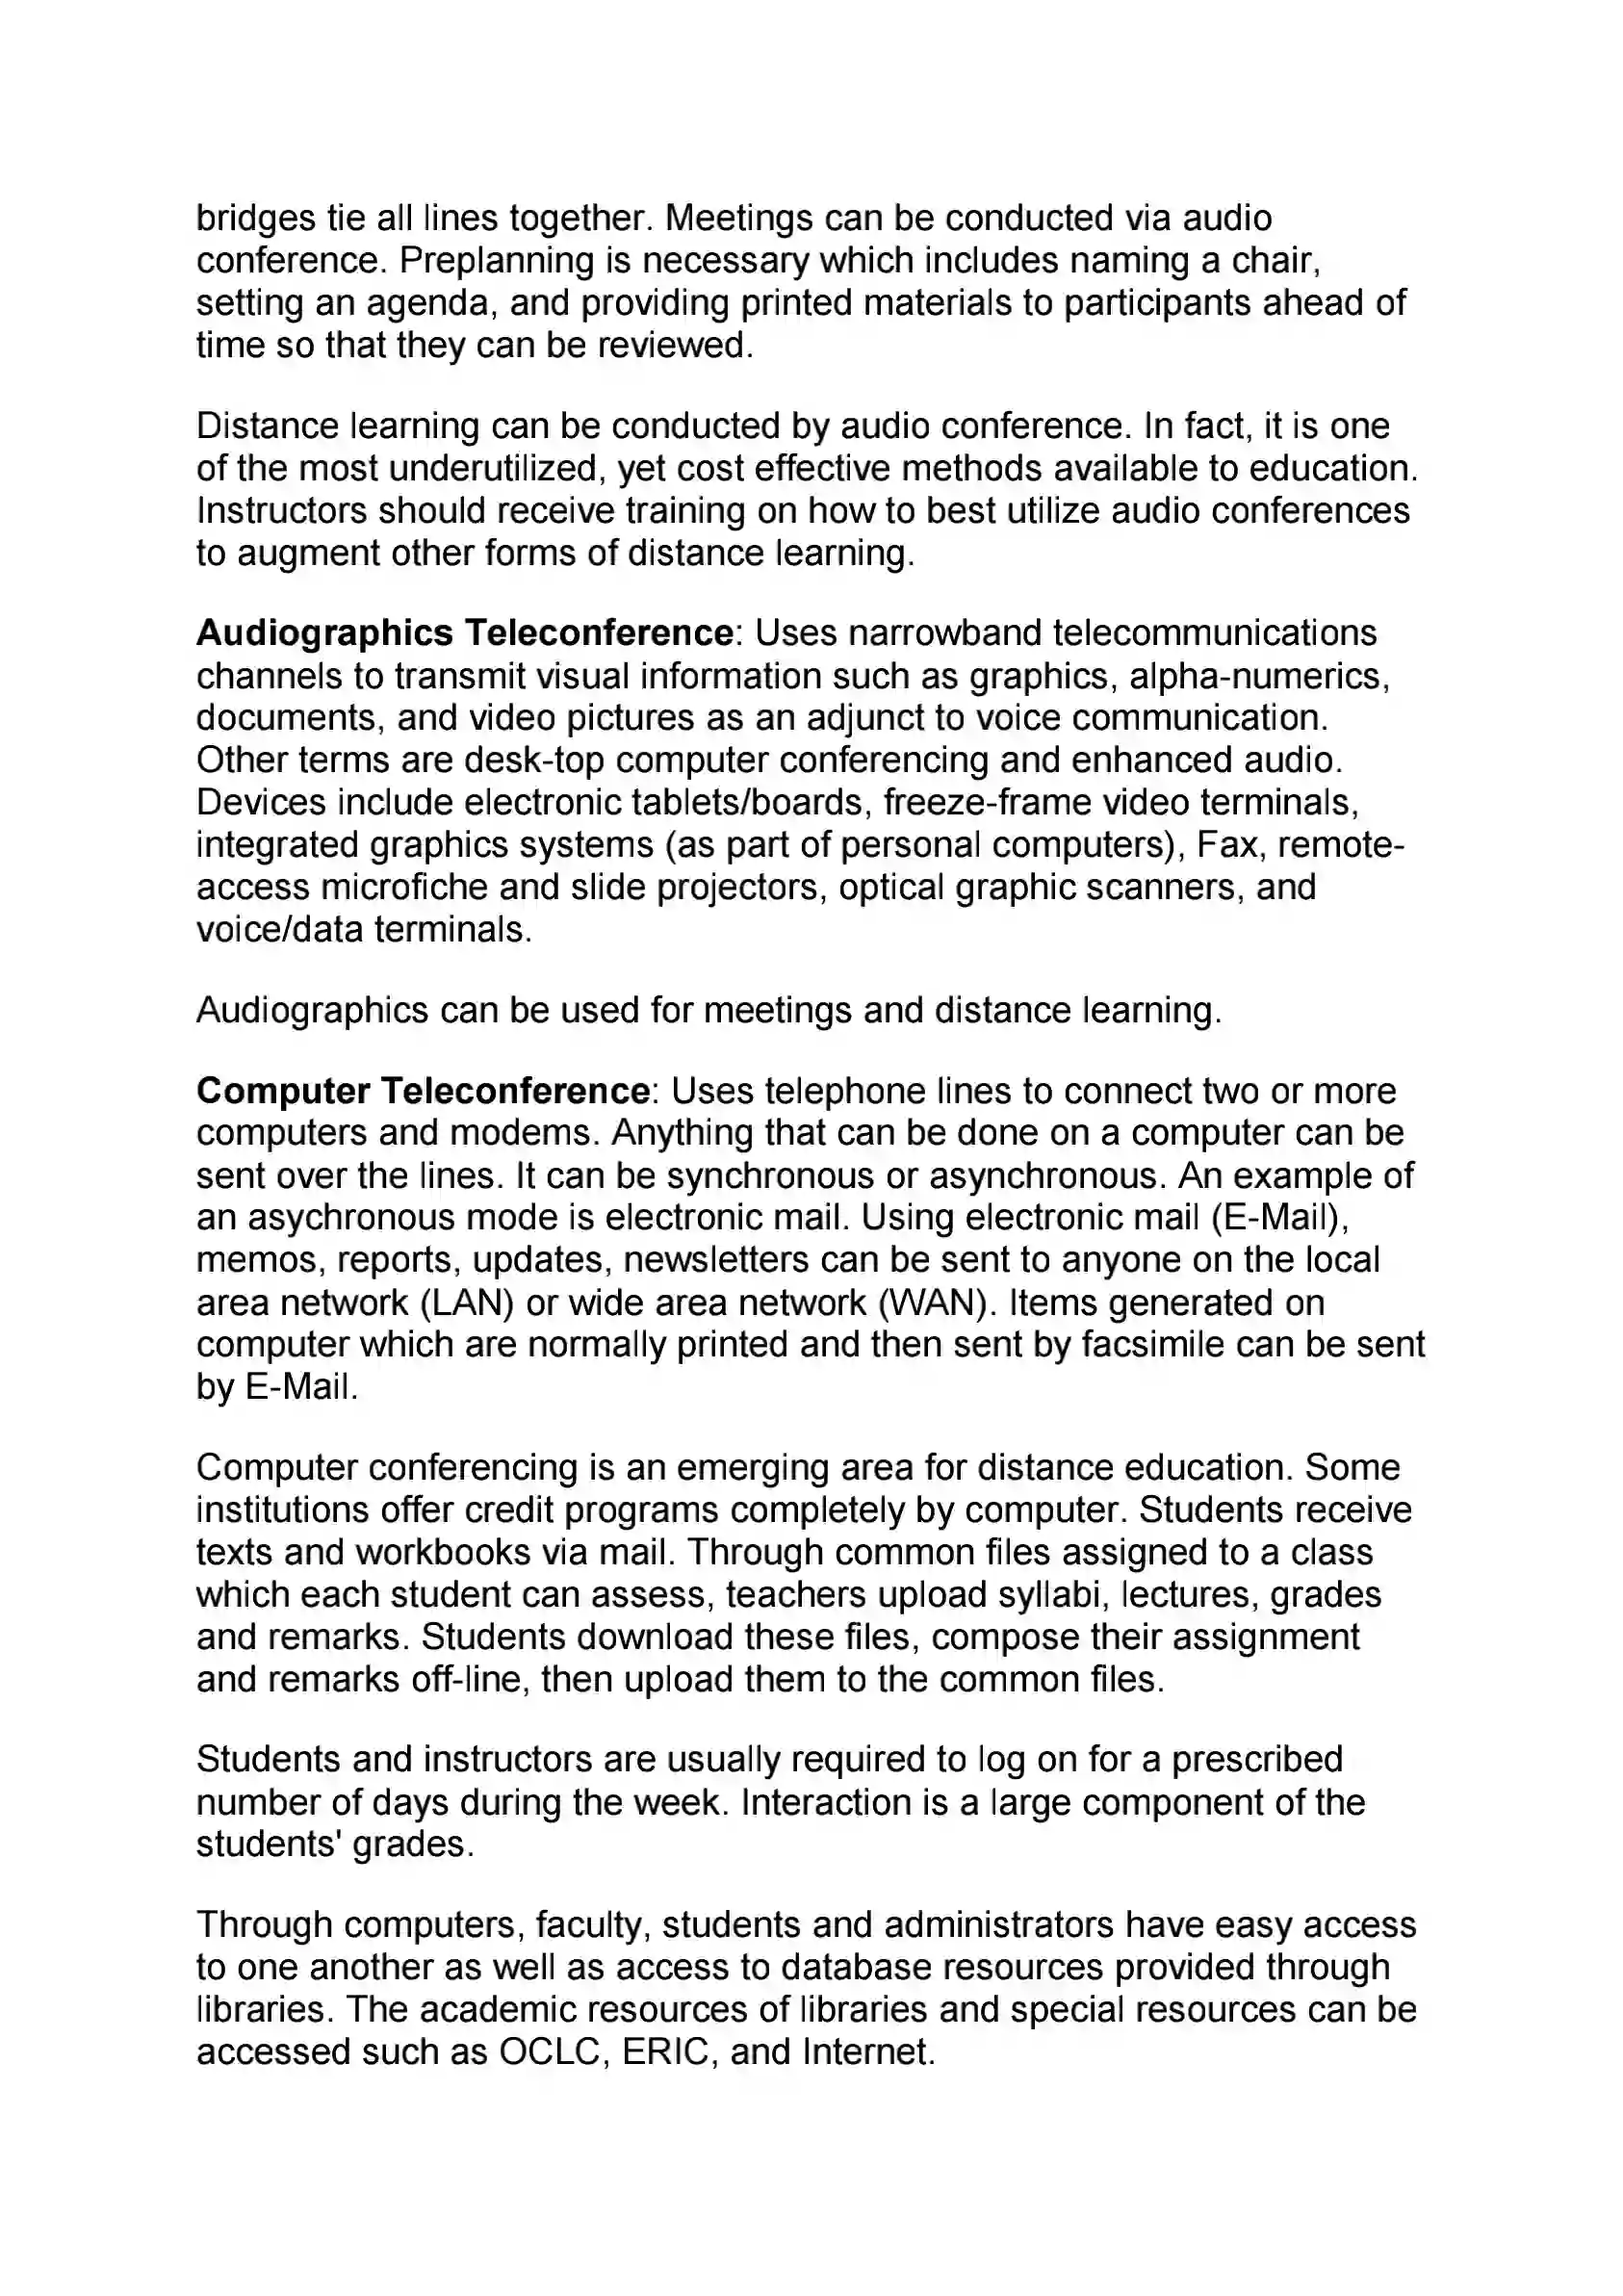 bridges tie all lines together. Meetings can be conducted via audio
conference. Preplanning is necessary which includes naming a chair,
setting an agenda, and providing printed materials to participants ahead of
time so that they can be reviewed.
Distance learning can be conducted by audio conference. In fact, it is one
of the most underutilized, yet cost effective methods available to education.
Instructors should receive training on how to best utilize audio conferences
to augment other forms of distance learning.
Audiographics Teleconference: Uses narrowband telecommunications
channels to transmit visual information such as graphics, alpha-numerics,
documents, and video pictures as an adjunct to voice communication.
Other terms are desk-top computer conferencing and enhanced audio.
Devices include electronic tablets/boards, freeze-frame video terminals,
integrated graphics systems (as part of personal computers), Fax, remote-
access microfiche and slide projectors, optical graphic scanners, and
voice/data terminals.
Audiographics can be used for meetings and distance learning.
Computer Teleconference: Uses telephone lines to connect two or more
computers and modems. Anything that can be done on a computer can be
sent over the lines. It can be synchronous or asynchronous. An example of
an asychronous mode is electronic mail. Using electronic mail (E-Mail),
memos, reports, updates, newsletters can be sent to anyone on the local
area network (LAN) or wide area network (WAN). Items generated on
computer which are normally printed and then sent by facsimile can be sent
by E-Mail.
Computer conferencing is an emerging area for distance education. Some
institutions offer credit programs completely by computer. Students receive
texts and workbooks via mail. Through common files assigned to a class
which each student can assess, teachers upload syllabi, lectures, grades
and remarks. Students download these files, compose their assignment
and remarks off-line, then upload them to the common files.
Students and instructors are usually required to log on for a prescribed
number of days during the week. Interaction is a large component of the
students' grades.
Through computers, faculty, students and administrators have easy access
to one another as well as access to database resources provided through
libraries. The academic resources of libraries and special resources can be
accessed such as OCLC, ERIC, and Internet.